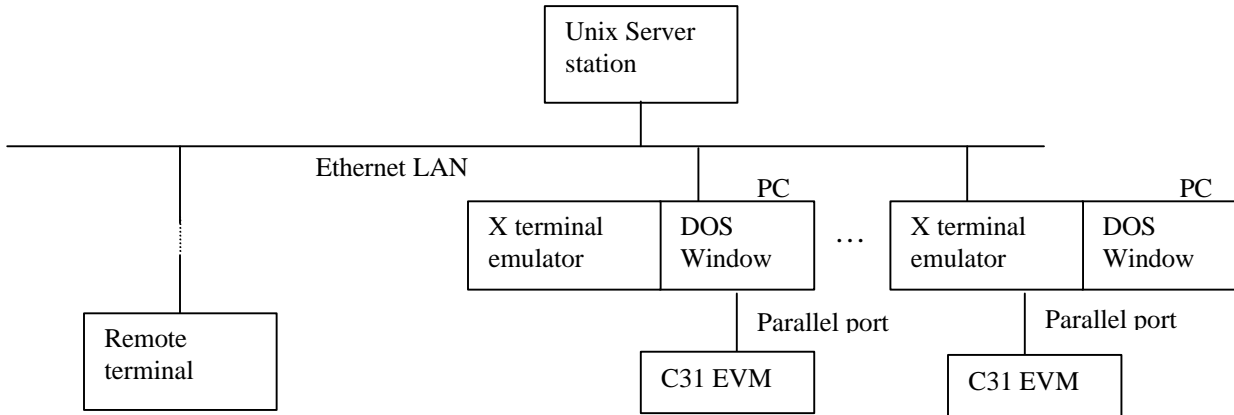 Unix Server
station
Ethernet LAN
PC
PC
X terminal
emulator
DOS
Window
…
X terminal
emulator
DOS
Window
Parallel port
Parallel port
Remote
terminal
C31 EVM
C31 EVM